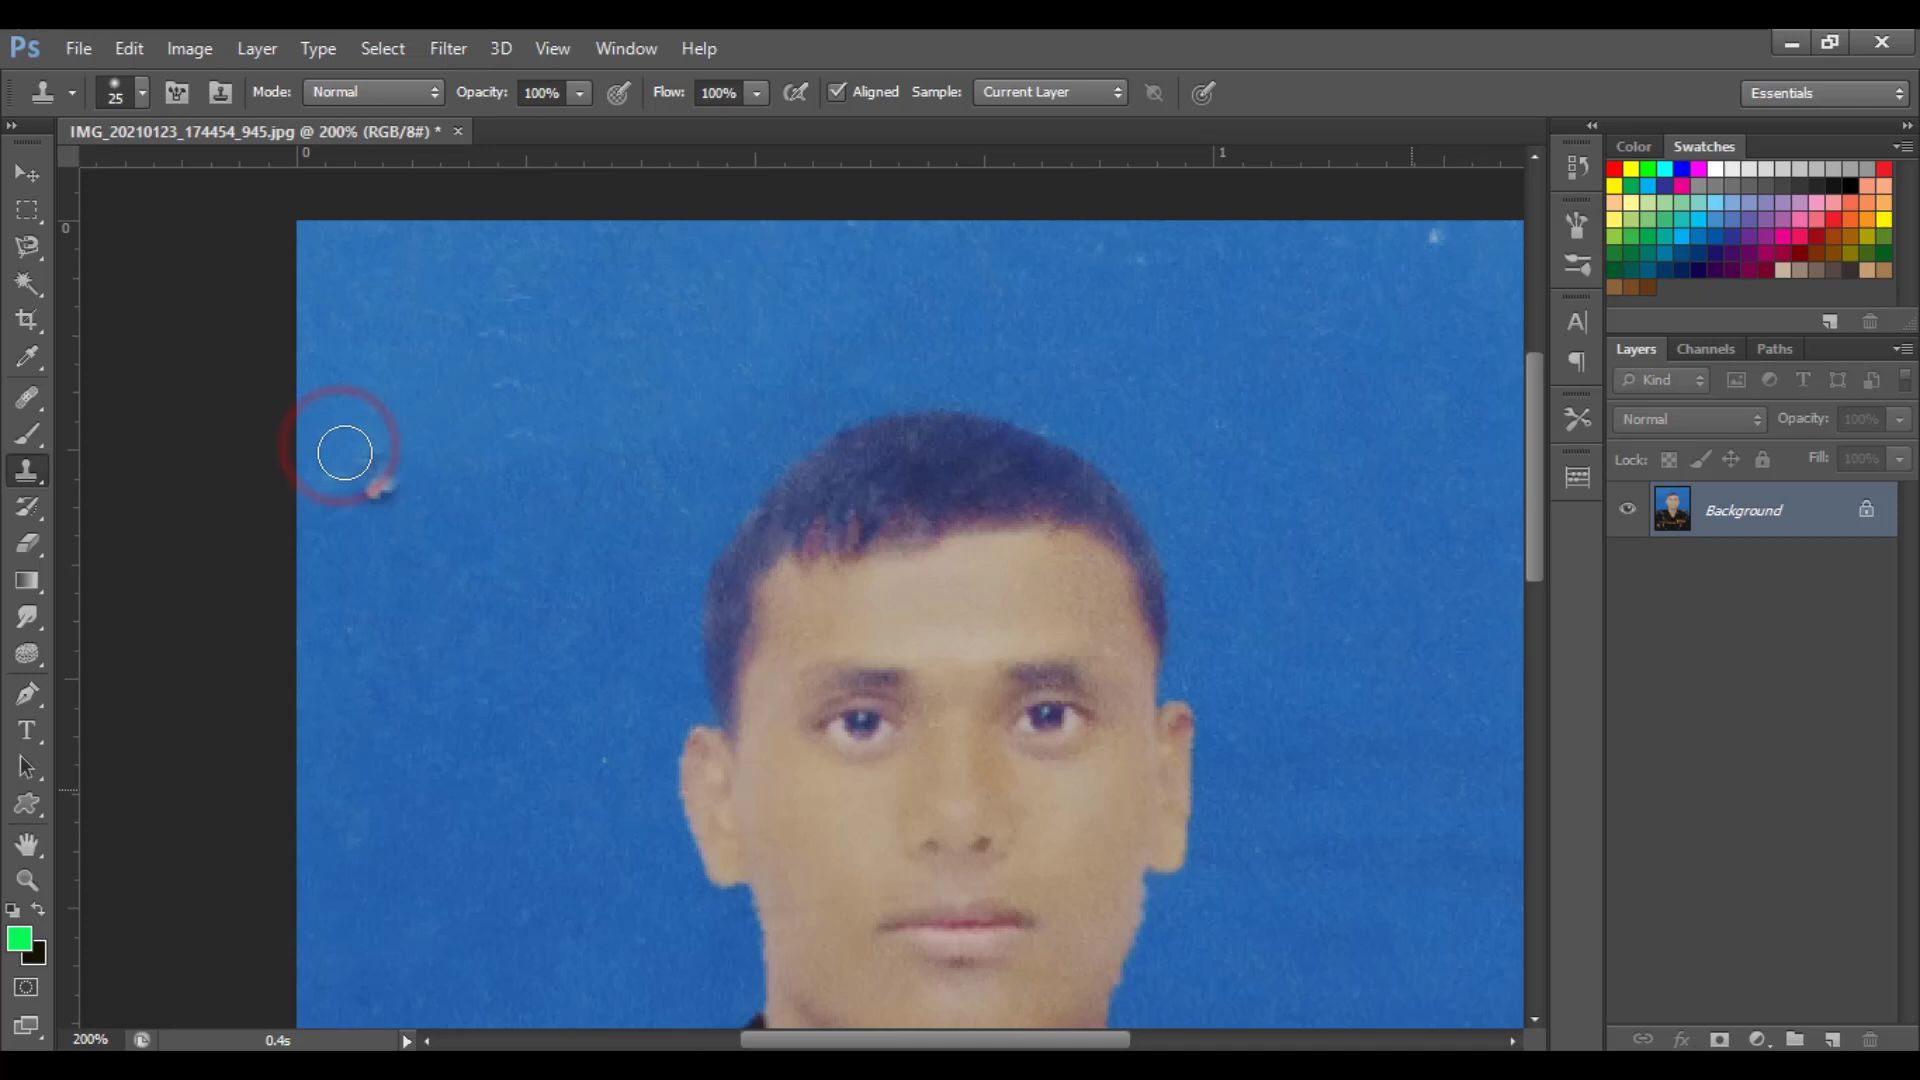 Ps File Edit Image Layer Type Select Filter 3D View Window Help
25 Mode: Normal Opacity: 100% Flow: 100% Aligned Sample: Current Layer Essentials
IMG_20210123_174454_945.jpg @ 200% (RGB/8#) *
0 1
0
Color Swatches
Layers Channels Paths
Kind
Normal Opacity: 100%
Lock: Fill: 100%
Background
200% 0.4s